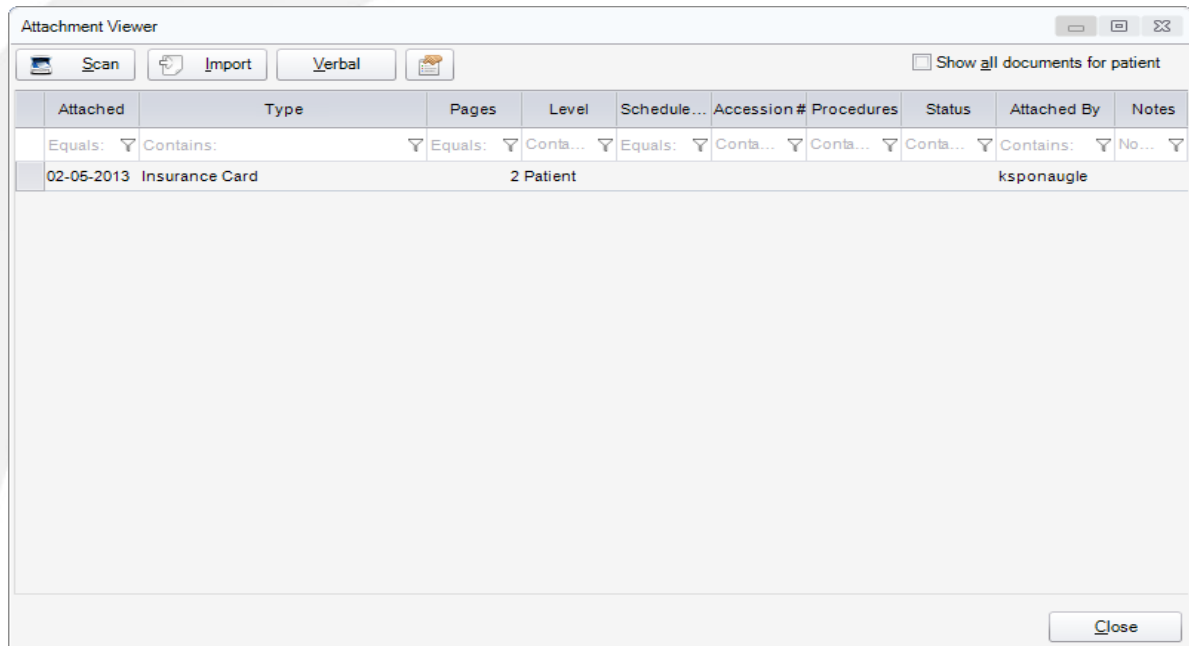 Attachment Viewer
Scan Import Verbal Show all documents for patient
Attached Type Pages Level Schedule... Accession # Procedures Status Attached By Notes
Equals: Contains: Equals: Conta... Equals: Conta... Conta... Conta... Contains: No...
02-05-2013 Insurance Card 2 Patient ksponaugle
Close